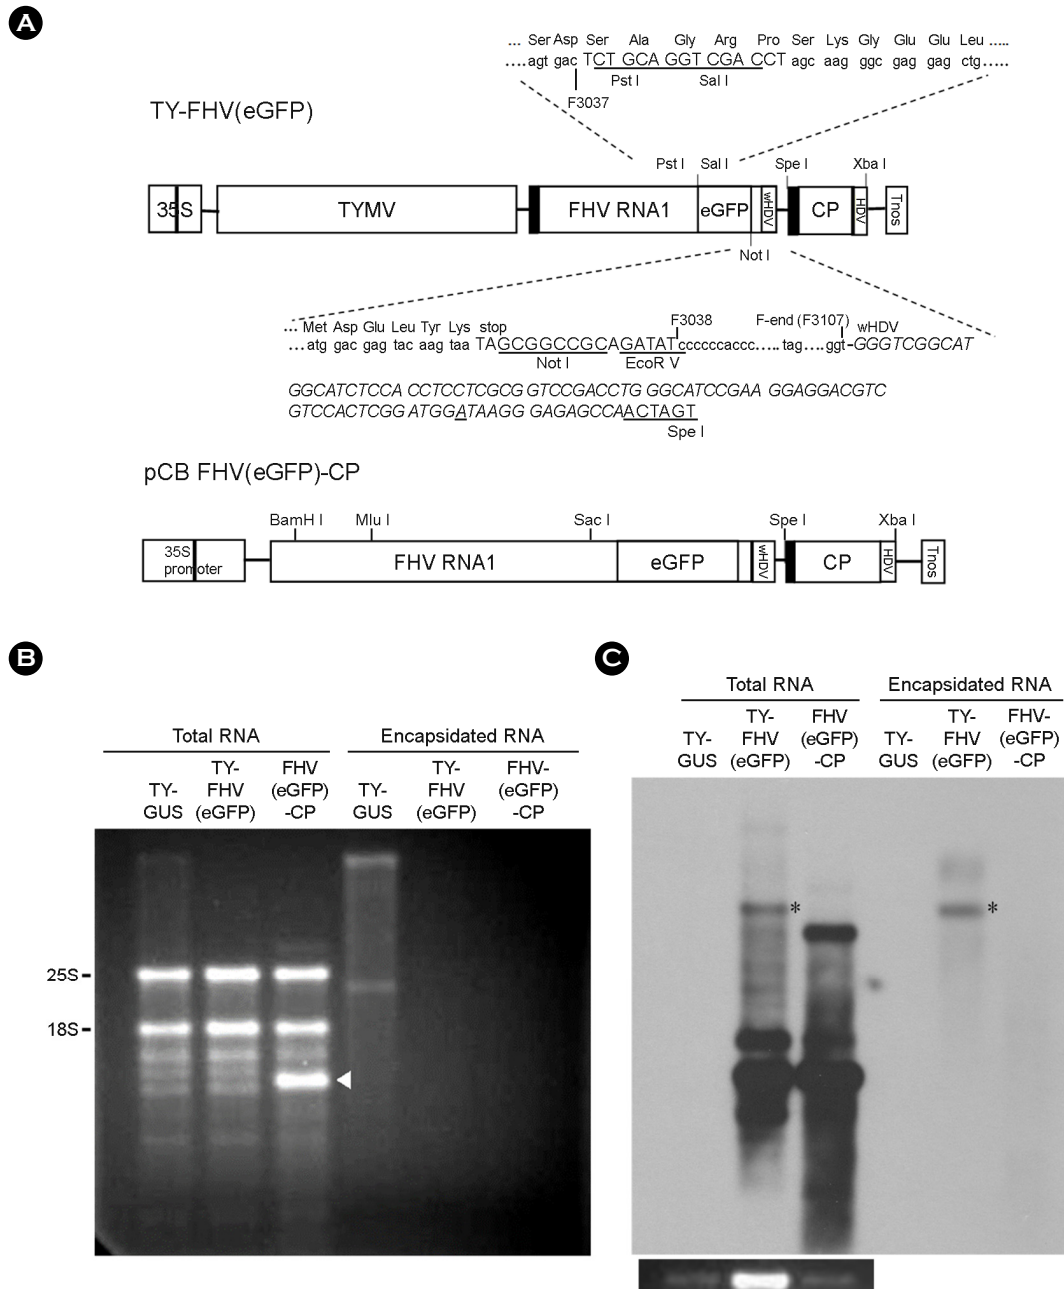 A
... Ser Asp Ser Ala Gly Arg Pro Ser Lys Gly Glu Glu Leu .....
.....agt gac TCT GCA GGT CGA CCT agc aag ggc gag gag ctg.....
Pst I Sal I
F3037
TY-FHV(eGFP)
Pst I Sal I Spe I Xba I
35S TYMV FHV RNA1 eGFP wHDV CP HDV Tnos
Not I
... Met Asp Glu Leu Tyr Lys stop F3038 F-end (F3107) wHDV
...atg gac gag tac aag taa TAGCGGCCGCAGATATccccccaccc.....tag....ggt-GGGTCGGCAT
Not I EcoR V
GGCATCTCCA CCTCCTCGCG GTCCGACCTG GGCATCCGAA GGAGGACGTC
GTCCACTCGG ATGGATAAGG GAGAGCCAACTAGT
Spe I
pCB FHV(eGFP)-CP
BamH I Mlu I Sac I Spe I Xba I
35S promoter FHV RNA1 eGFP wHDV CP HDV Tnos
B
Total RNA Encapsidated RNA
TY-GUS TY-FHV(eGFP) FHV(eGFP)-CP TY-GUS TY-FHV(eGFP) FHV-(eGFP)-CP
25S
18S
C
Total RNA Encapsidated RNA
TY-GUS TY-FHV(eGFP) FHV(eGFP)-CP TY-GUS TY-FHV(eGFP) FHV-(eGFP)-CP
* *